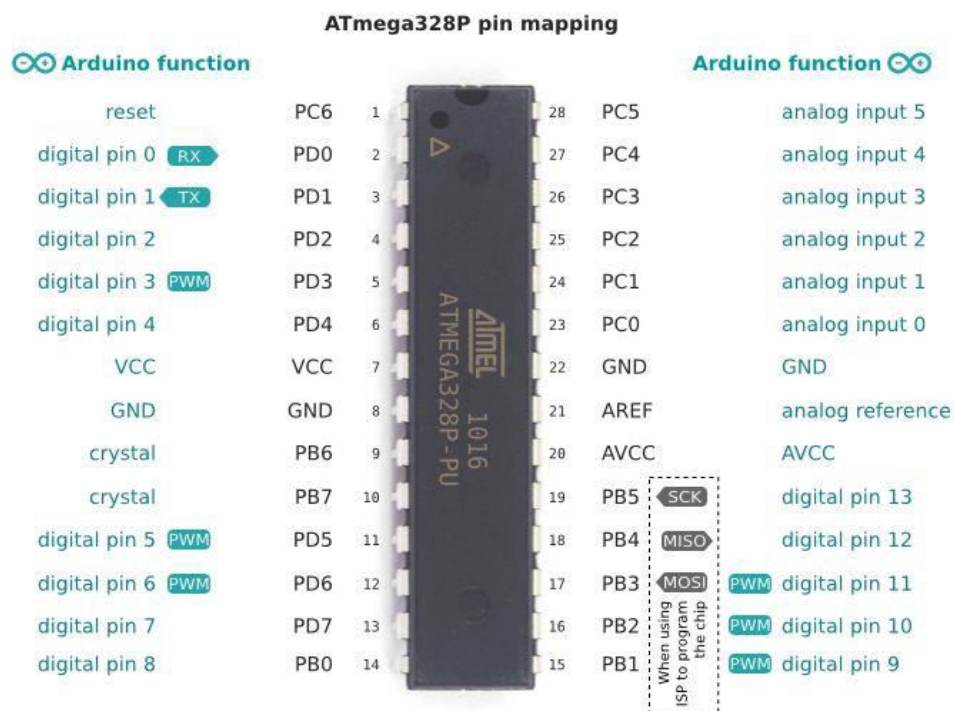 ATmega328P pin mapping
Arduino function Arduino function
reset PC6 1 28 PC5 analog input 5
digital pin 0 RX PD0 2 27 PC4 analog input 4
digital pin 1 TX PD1 3 26 PC3 analog input 3
digital pin 2 PD2 4 25 PC2 analog input 2
digital pin 3 PWM PD3 5 24 PC1 analog input 1
digital pin 4 PD4 6 23 PC0 analog input 0
VCC VCC 7 22 GND GND
GND GND 8 21 AREF analog reference
crystal PB6 9 20 AVCC AVCC
crystal PB7 10 19 PB5 SCK digital pin 13
digital pin 5 PWM PD5 11 18 PB4 MISO digital pin 12
digital pin 6 PWM PD6 12 17 PB3 MOSI PWM digital pin 11
digital pin 7 PD7 13 16 PB2 PWM digital pin 10
digital pin 8 PB0 14 15 PB1 PWM digital pin 9
When using
ISP to program
the chip
ATMEL 1016
ATMEGA328P-PU